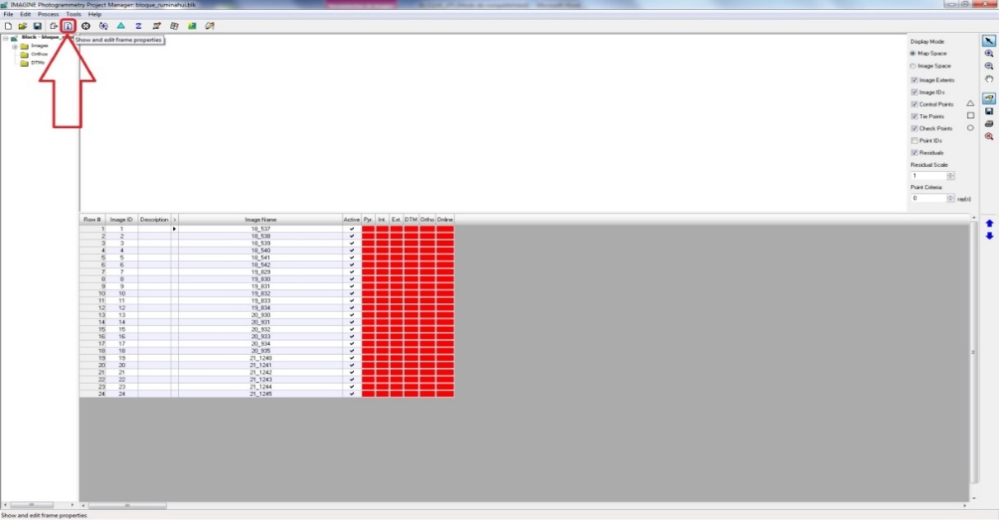 IMAGINE Photogrammetry Project Manager: bloque_ruminahui.blk
File Edit Process Tools Help
Show and edit frame properties
Block - bloque_
Images
Orthos
DTMs
Display Mode
Map Space
Image Space
Image Extents
Image IDs
Control Points
Tie Points
Check Points
Point IDs
Residuals
Residual Scale
1
Point Criteria:
0 ray(s)
Row # Image ID Description > Image Name Active Pyr. Int. Ext. DTM Ortho Online
1 1 18_537
2 2 18_538
3 3 18_539
4 4 18_540
5 5 18_541
6 6 18_542
7 7 19_829
8 8 19_830
9 9 19_831
10 10 19_832
11 11 19_833
12 12 19_834
13 13 20_930
14 14 20_931
15 15 20_932
16 16 20_933
17 17 20_934
18 18 20_935
19 19 21_1240
20 20 21_1241
21 21 21_1242
22 22 21_1243
23 23 21_1244
24 24 21_1245
Show and edit frame properties